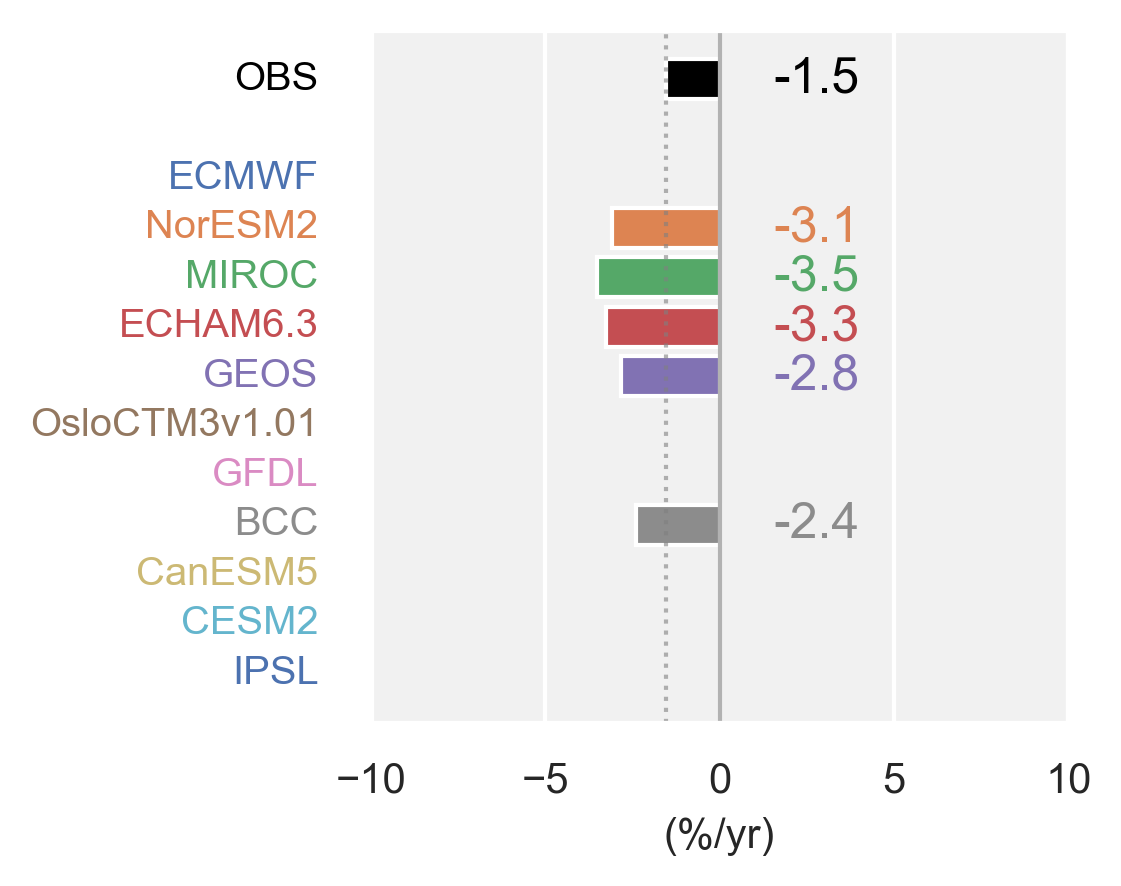 OBS -1.5
ECMWF
NorESM2 -3.1
MIROC -3.5
ECHAM6.3 -3.3
GEOS -2.8
OsloCTM3v1.01
GFDL
BCC -2.4
CanESM5
CESM2
IPSL
−10 −5 0 5 10
(%/yr)